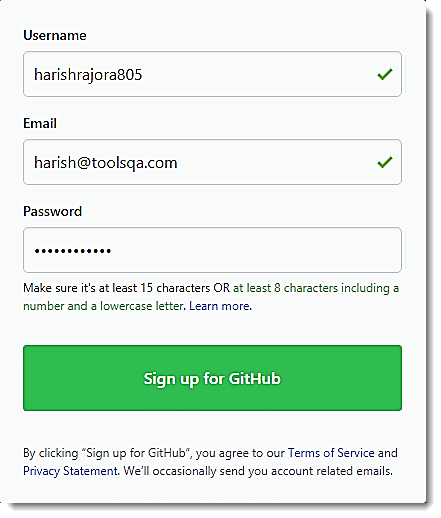 Username
harishrajora805
Email
harish@toolsqa.com
Password
••••••••••••
Make sure it's at least 15 characters OR at least 8 characters including a
number and a lowercase letter. Learn more.
Sign up for GitHub
By clicking “Sign up for GitHub”, you agree to our Terms of Service and
Privacy Statement. We’ll occasionally send you account related emails.